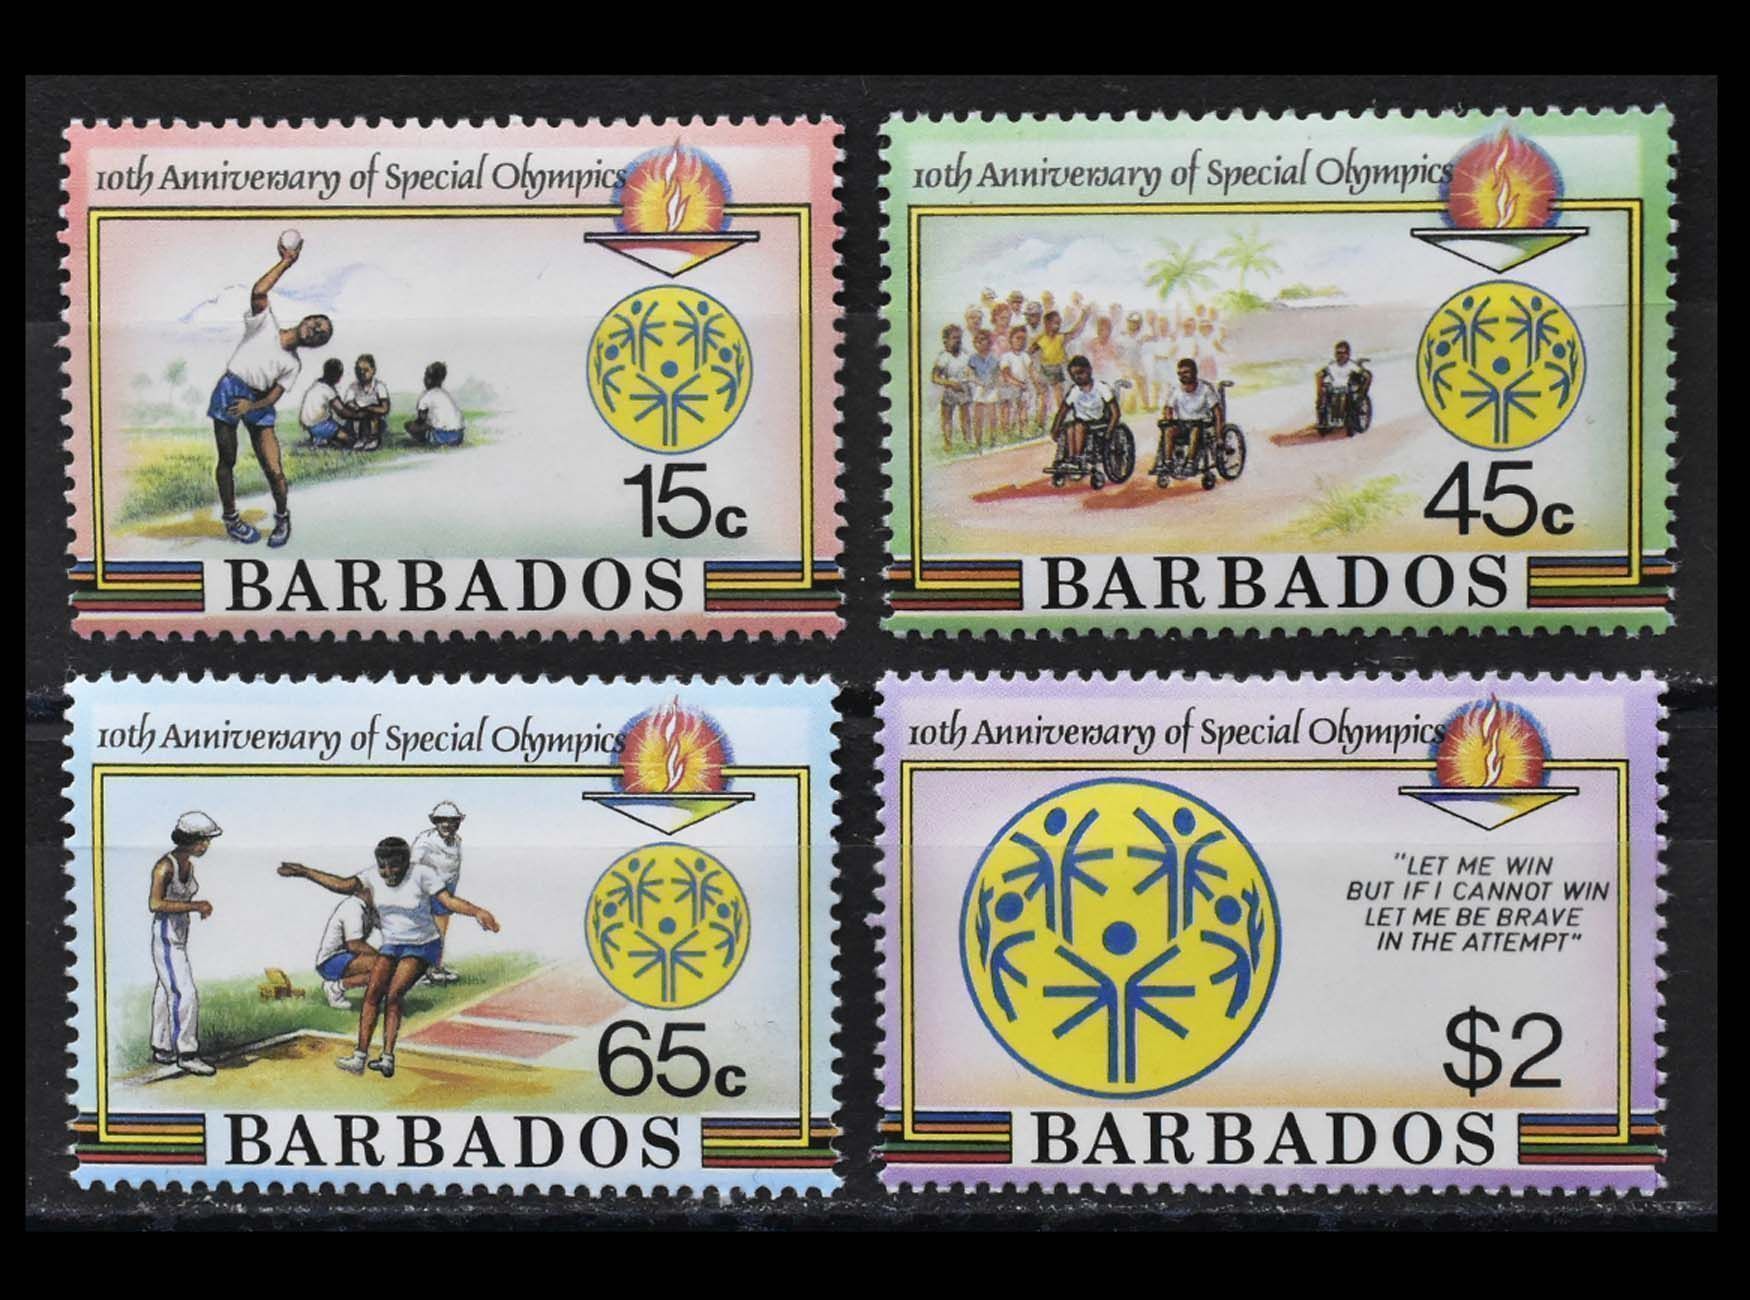 10th Anniversary of Special Olympics
15c
BARBADOS
10th Anniversary of Special Olympics
45c
BARBADOS
10th Anniversary of Special Olympics
65c
BARBADOS
10th Anniversary of Special Olympics
"LET ME WIN
BUT IF I CANNOT WIN
LET ME BE BRAVE
IN THE ATTEMPT"
$2
BARBADOS